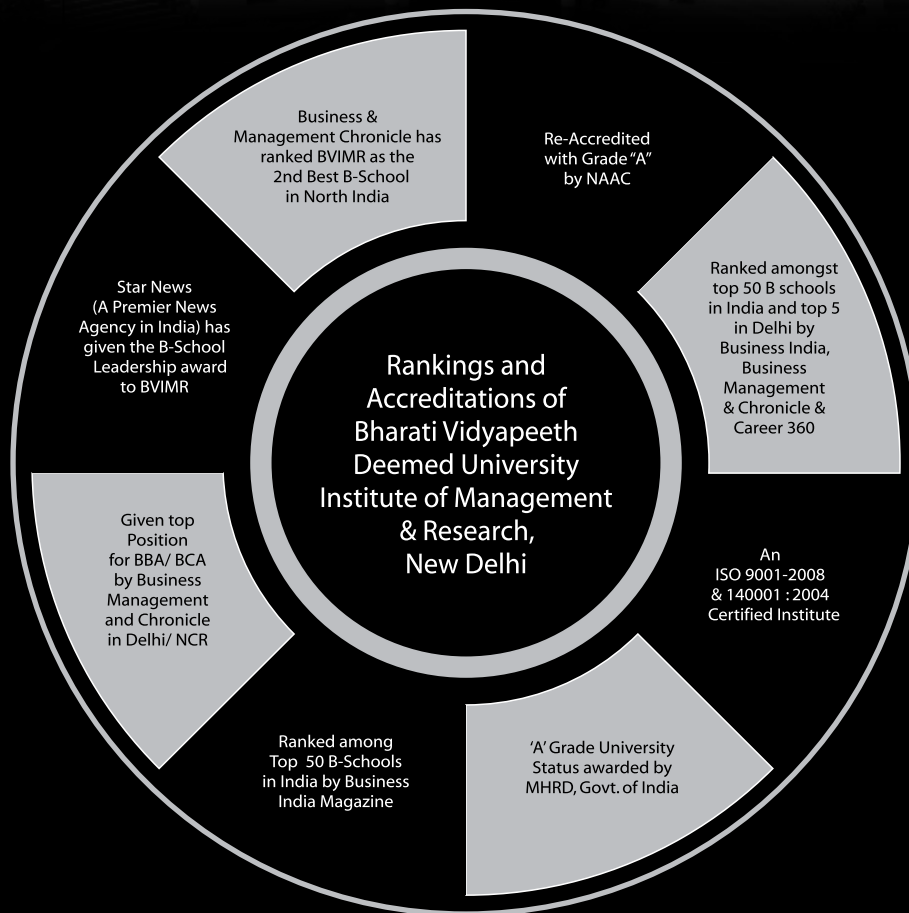 Rankings and
Accreditations of
Bharati Vidyapeeth
Deemed University
Institute of Management
& Research,
New Delhi
Re-Accredited
with Grade "A"
by NAAC
Ranked amongst
top 50 B schools
in India and top 5
in Delhi by
Business India,
Business
Management
& Chronicle &
Career 360
An
ISO 9001-2008
& 140001 : 2004
Certified Institute
‘A’ Grade University
Status awarded by
MHRD, Govt. of India
Ranked among
Top 50 B-Schools
in India by Business
India Magazine
Given top
Position
for BBA/ BCA
by Business
Management
and Chronicle
in Delhi/ NCR
Star News
(A Premier News
Agency in India) has
given the B-School
Leadership award
to BVIMR
Business &
Management Chronicle has
ranked BVIMR as the
2nd Best B-School
in North India